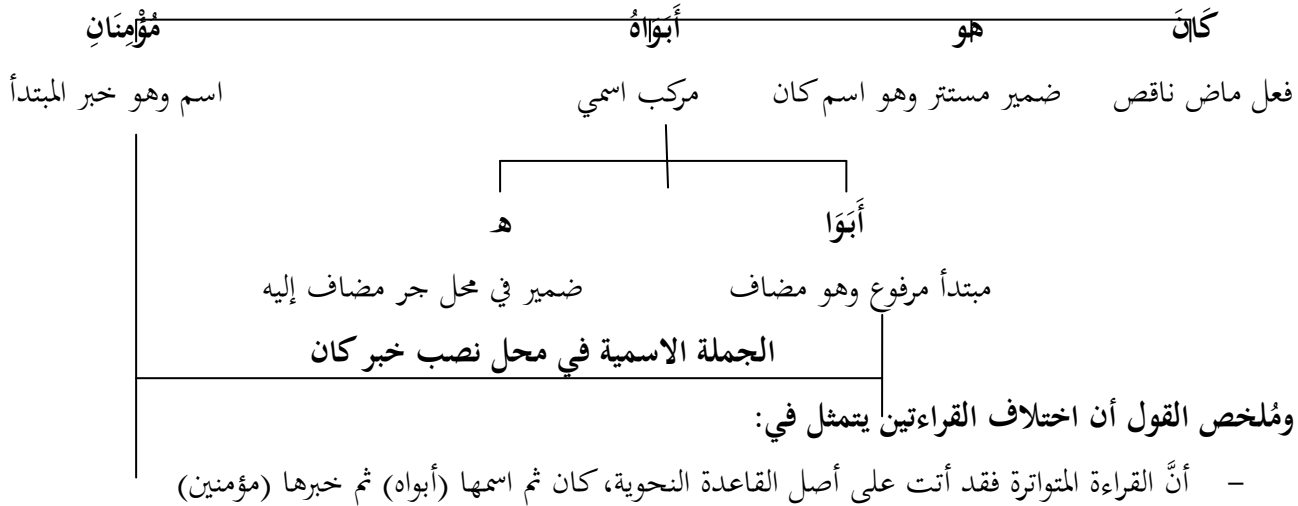 كَانَ هو أَبَوَاهُ مُؤْمِنَانِ
فعل ماض ناقص ضمير مستتر وهو اسم كان مركب اسمي اسم وهو خبر المبتدأ
أَبَوَا ه
مبتدأ مرفوع وهو مضاف ضمير في محل جر مضاف إليه
الجملة الاسمية في محل نصب خبر كان
ومُلخص القول أن اختلاف القراءتين يتمثل في:
– أنَّ القراءة المتواترة فقد أتت على أصل القاعدة النحوية، كان ثم اسمها (أبواه) ثم خبرها (مؤمنين)